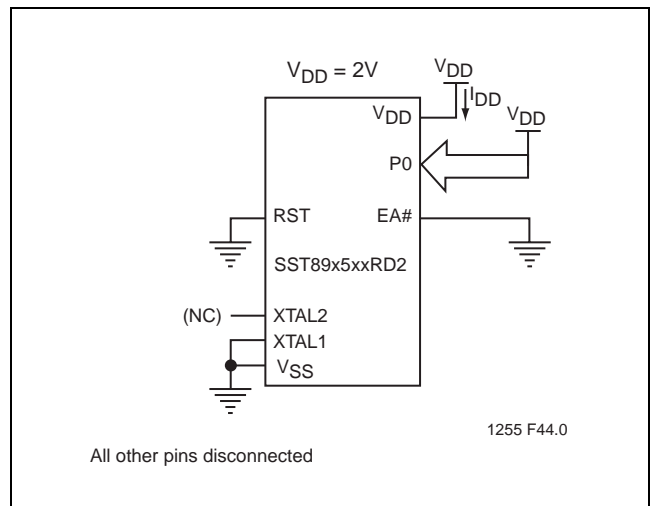 VDD = 2V
VDD
IDD
VDD
VDD
P0
RST
EA#
SST89x5xxRD2
(NC)
XTAL2
XTAL1
VSS
1255 F44.0
All other pins disconnected